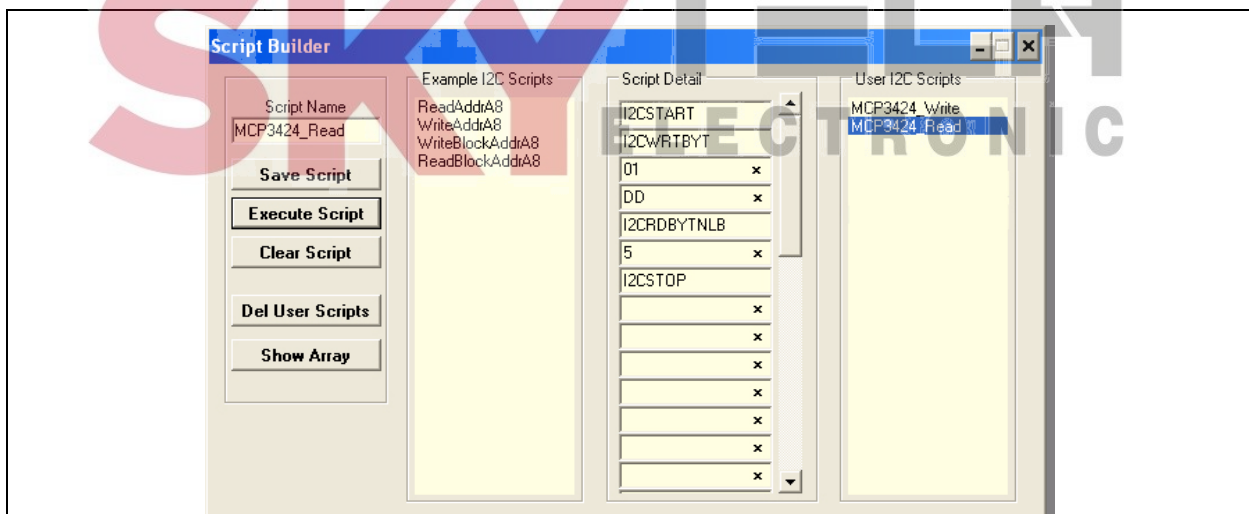 SKYTECH
ELECTRONIC
Script Builder
Script Name
MCP3424_Read
Save Script
Execute Script
Clear Script
Del User Scripts
Show Array
Example I2C Scripts
ReadAddrA8
WriteAddrA8
WriteBlockAddrA8
ReadBlockAddrA8
Script Detail
I2CSTART
I2CWRTBYT
01
DD
I2CRDBYTNLB
5
I2CSTOP
User I2C Scripts
MCP3424_Write
MCP3424_Read